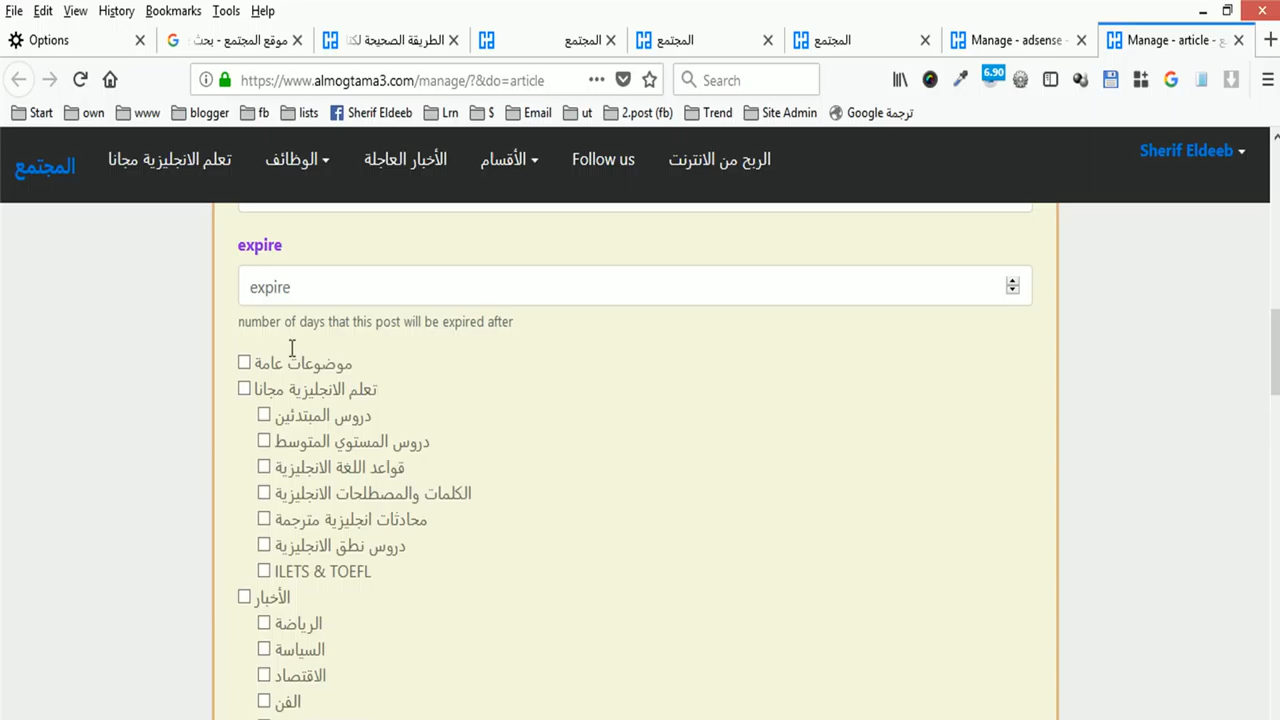 File Edit View History Bookmarks Tools Help
Options
موقع المجتمع - بحث
الطريقة الصحيحة لكتا
المجتمع
المجتمع
المجتمع
Manage - adsense -
Manage - article -
https://www.almogtama3.com/manage/?&do=article
Search
6.90
Start own www blogger fb lists Sherif Eldeeb Lrn $ Email ut 2.post (fb) Trend Site Admin ترجمة Google
المجتمع
تعلم الانجليزية مجانا
الوظائف
الأخبار العاجلة
الأقسام
Follow us
الربح من الانترنت
Sherif Eldeeb
expire
expire
number of days that this post will be expired after
موضوعات عامة
تعلم الانجليزية مجانا
دروس المبتدئين
دروس المستوي المتوسط
قواعد اللغة الانجليزية
الكلمات والمصطلحات الانجليزية
محادثات انجليزية مترجمة
دروس نطق الانجليزية
ILETS & TOEFL
الأخبار
الرياضة
السياسة
الاقتصاد
الفن